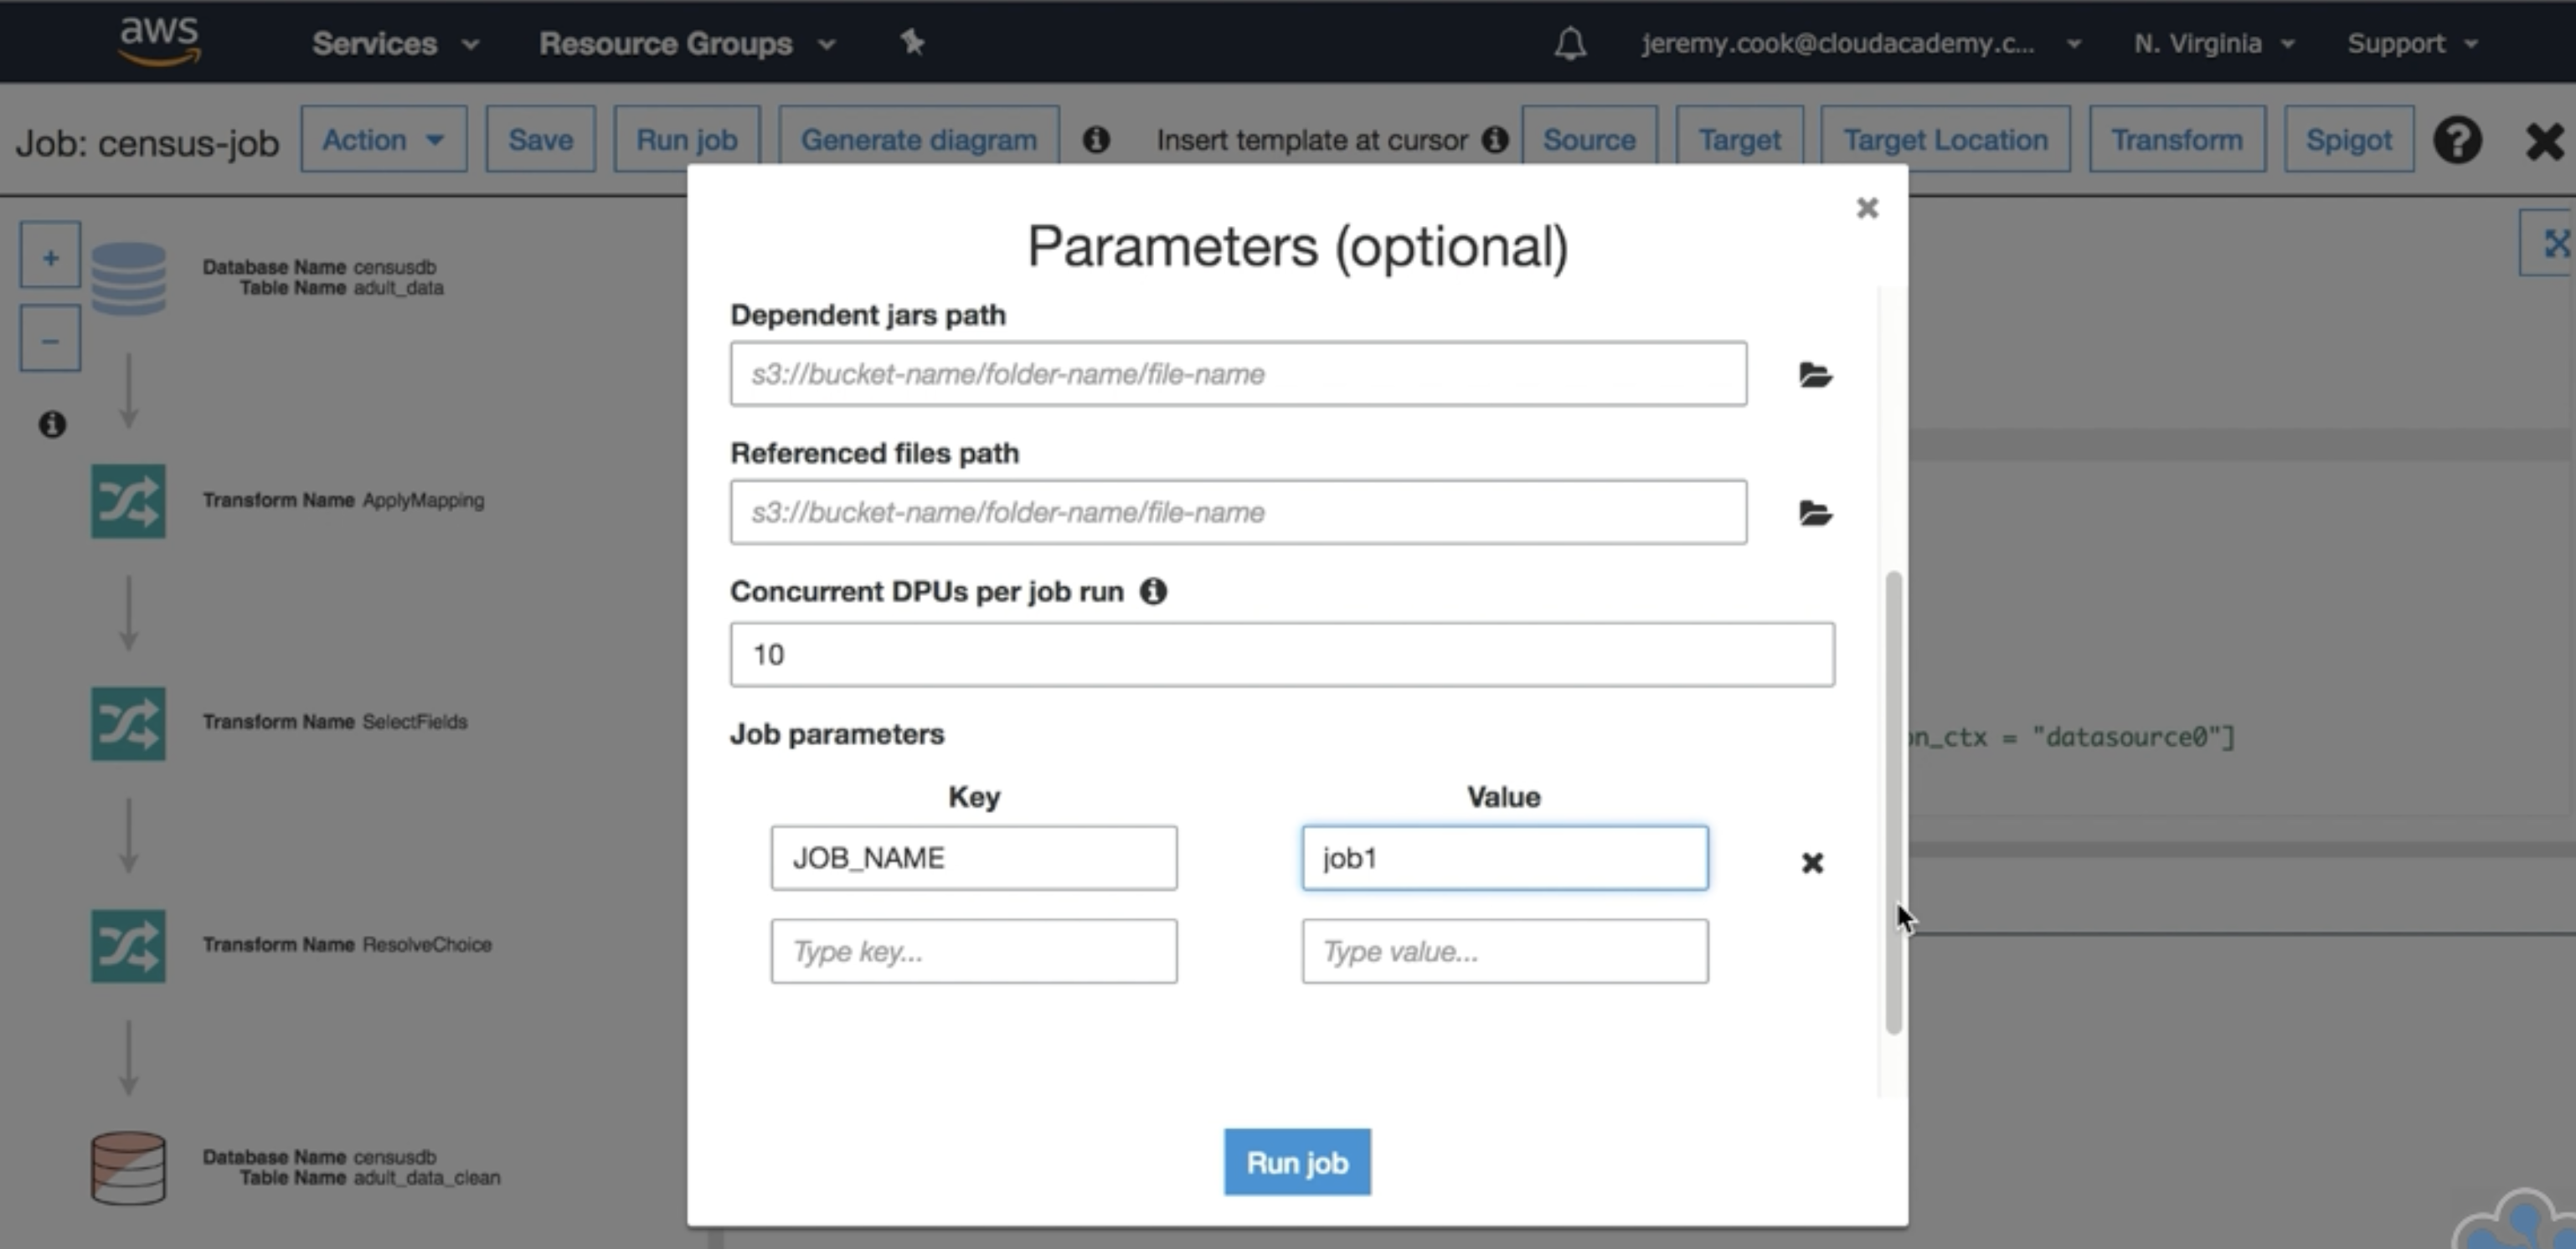 aws Services Resource Groups jeremy.cook@cloudacademy.c... N. Virginia Support
Job: census-job Action Save Run job Generate diagram Insert template at cursor Source Target Target Location Transform Spigot
Database Name censusdb
Table Name adult_data
Transform Name ApplyMapping
Transform Name SelectFields
Transform Name ResolveChoice
Database Name censusdb
Table Name adult_data_clean
Parameters (optional)
Dependent jars path
s3://bucket-name/folder-name/file-name
Referenced files path
s3://bucket-name/folder-name/file-name
Concurrent DPUs per job run
10
Job parameters
Key Value
JOB_NAME job1
Type key... Type value...
Run job
on_ctx = "datasource0"]